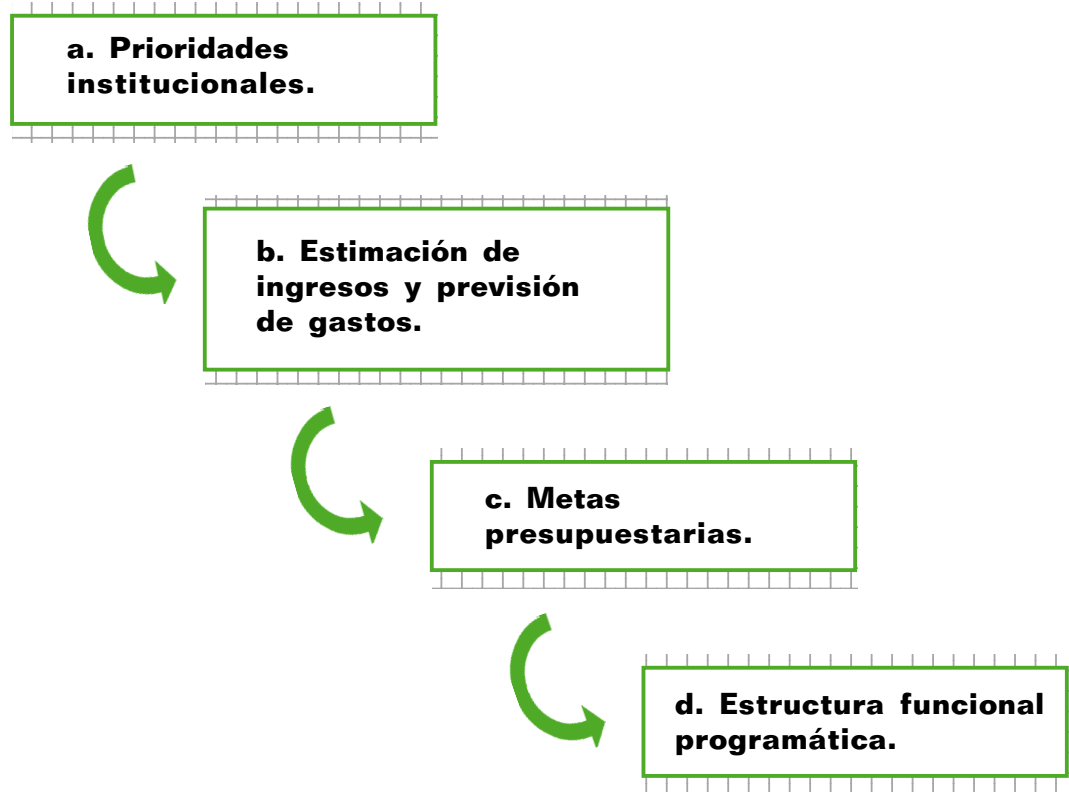 a. Prioridades
institucionales.
b. Estimación de
ingresos y previsión
de gastos.
c. Metas
presupuestarias.
d. Estructura funcional
programática.